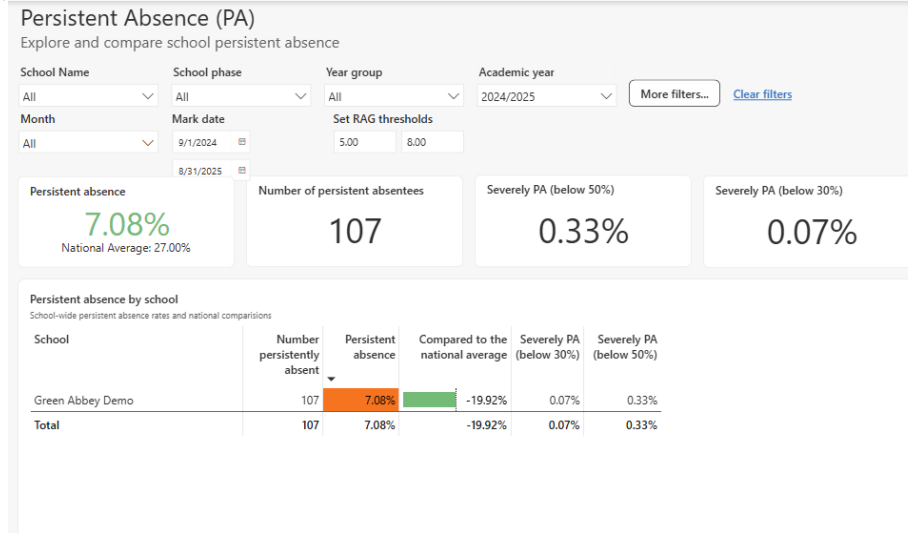 Persistent Absence (PA)
Explore and compare school persistent absence
School Name School phase Year group Academic year
All All All 2024/2025 More filters... Clear filters
Month Mark date Set RAG thresholds
All 9/1/2024 5.00 8.00
8/31/2025
Persistent absence Number of persistent absentees Severely PA (below 50%) Severely PA (below 30%)
7.08% 107 0.33% 0.07%
National Average: 27.00%
Persistent absence by school
School-wide persistent absence rates and national comparisions
School Number Persistent Compared to the Severely PA Severely PA
persistently absence national average (below 30%) (below 50%)
absent
Green Abbey Demo 107 7.08% -19.92% 0.07% 0.33%
Total 107 7.08% -19.92% 0.07% 0.33%